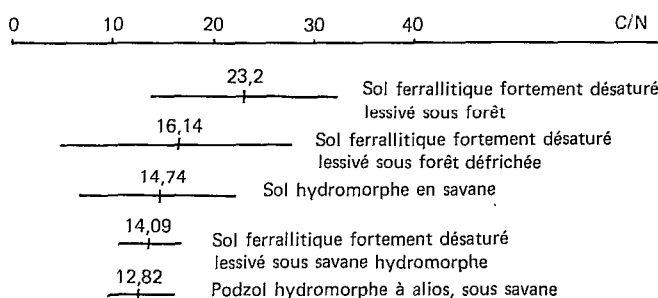 0 10 20 30 40 C/N
23,2
Sol ferrallitique fortement désaturé
lessivé sous forêt
16,14
Sol ferrallitique fortement désaturé
lessivé sous forêt défrichée
14,74
Sol hydromorphe en savane
14,09
Sol ferrallitique fortement désaturé
lessivé sous savane hydromorphe
12,82
Podzol hydromorphe à alios, sous savane